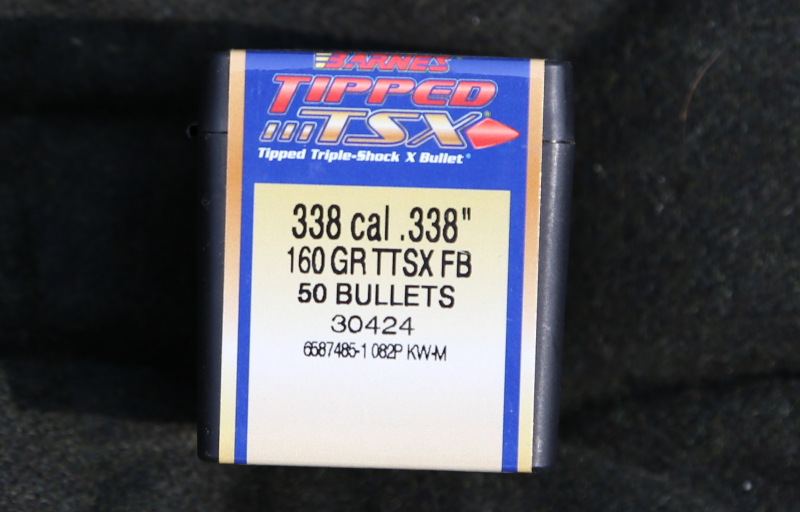 BARNES
TIPPED
TSX
Tipped Triple-Shock X Bullet®
338 cal .338"
160 GR TTSX FB
50 BULLETS
30424
6587485-1 082P KW-M